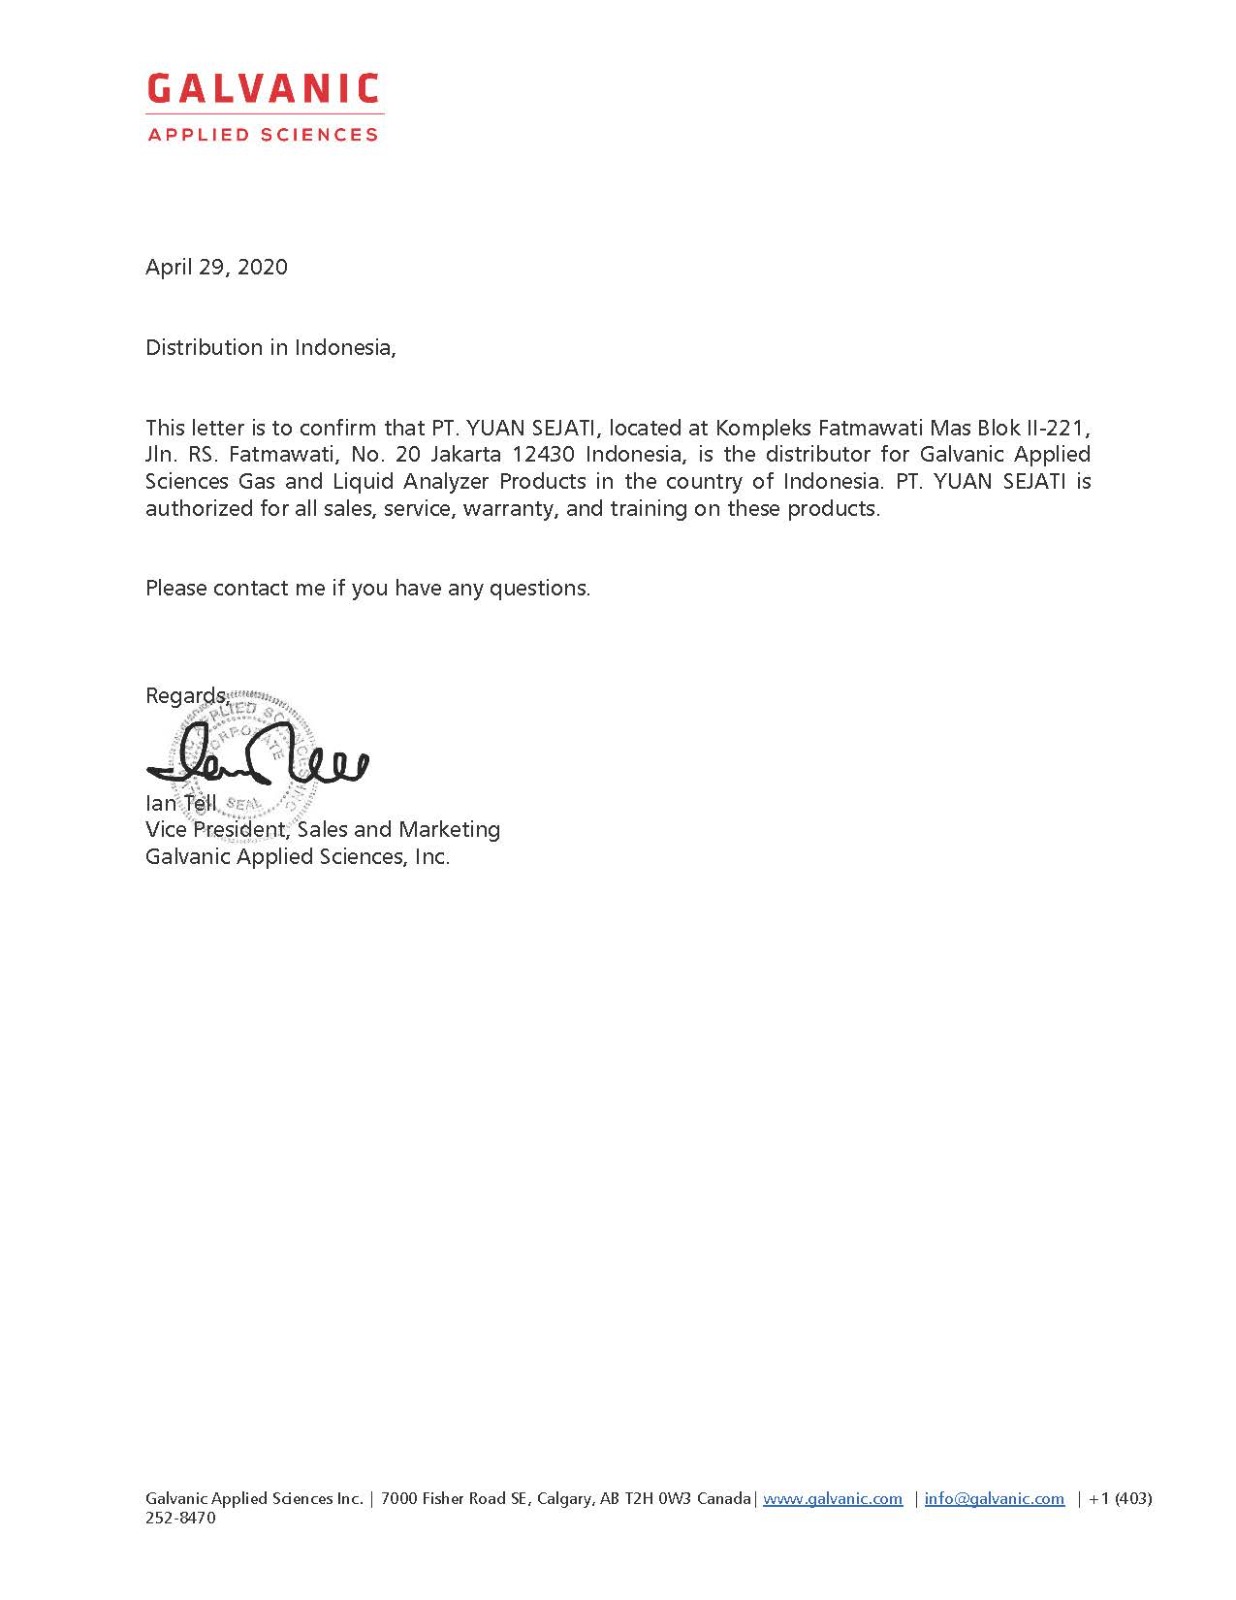 GALVANIC
APPLIED SCIENCES
April 29, 2020
Distribution in Indonesia,
This letter is to confirm that PT. YUAN SEJATI, located at Kompleks Fatmawati Mas Blok II-221,
Jln. RS. Fatmawati, No. 20 Jakarta 12430 Indonesia, is the distributor for Galvanic Applied
Sciences Gas and Liquid Analyzer Products in the country of Indonesia. PT. YUAN SEJATI is
authorized for all sales, service, warranty, and training on these products.
Please contact me if you have any questions.
Regards,
APPLIED SCIENCES INC
CORPORATE
SEAL
Ian Tell
Vice President, Sales and Marketing
Galvanic Applied Sciences, Inc.
Galvanic Applied Sciences Inc. | 7000 Fisher Road SE, Calgary, AB T2H 0W3 Canada| www.galvanic.com | info@galvanic.com | +1 (403)
252-8470